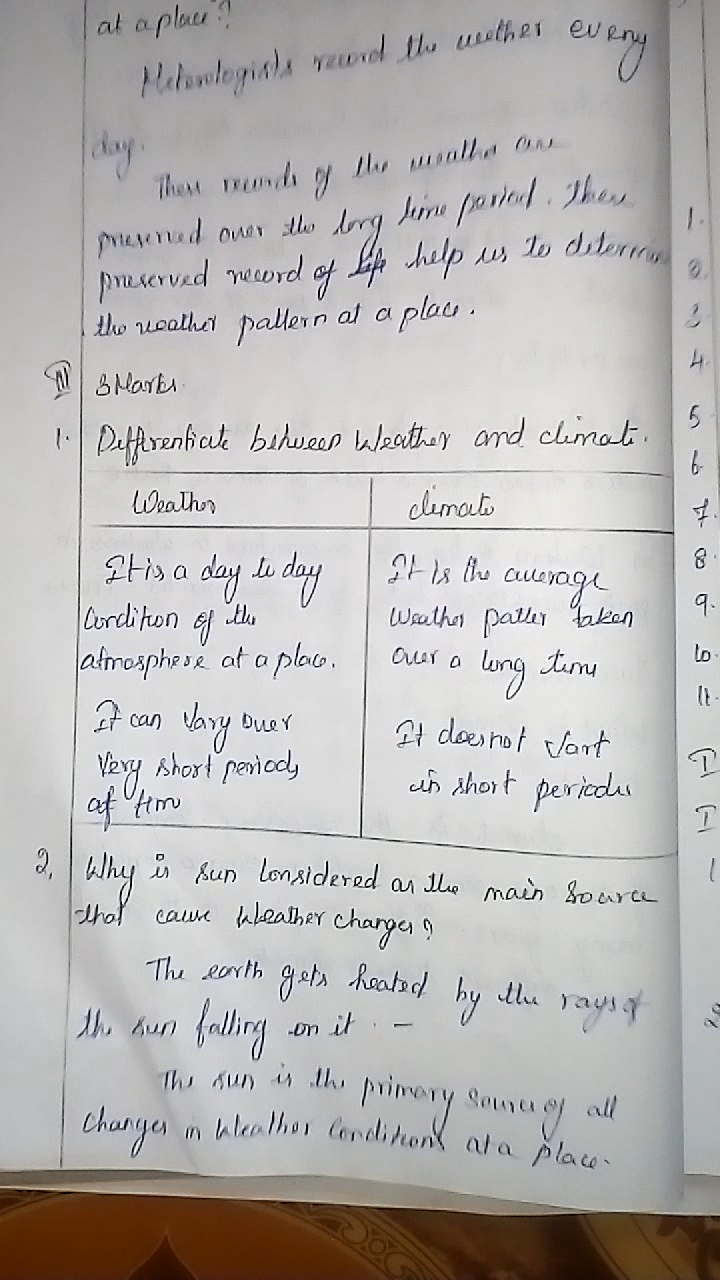 at a place?
Meterologists record the weather every
day.
These records of the weather are
preserved over the long time period. These
preserved record of life help us to determine
the weather pattern at a place.
III 3 Marks.
1. Differentiate between Weather and climate.
Weather climate
It is a day to day
Condition of the
atmosphere at a place.
It is the average
Weather patter taken
over a long time
It can Vary over
Very short periods
of time
It does not Vart
in short periods
2. Why is sun Considered as the main Source
that cause Weather changes?
The earth gets heated by the rays of
the sun falling on it. -
The sun is the primary source of all
Changes in Weather Conditions at a place.
1.
2.
3
4.
5
6.
7.
8.
9.
10.
11.
I
I
1